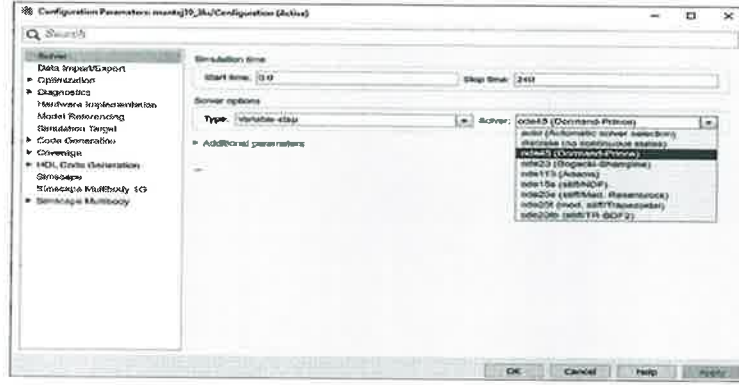 Configuration Parameters: /Configuration (Active)
Search
Solver
Data Import/Export
Optimization
Diagnostics
Hardware Implementation
Model Referencing
Simulation Target
Code Generation
Coverage
HDL Code Generation
Simscape
Simscape Multibody 1G
Simscape Multibody
Simulation time
Start time: 0.0 Stop time: 240
Solver options
Type: Variable-step Solver: ode45 (Dormand-Prince)
Additional parameters
auto (Automatic solver selection)
discrete (no continuous states)
ode45 (Dormand-Prince)
ode23 (Bogacki-Shampine)
ode113 (Adams)
ode15s (stiff/NDF)
ode23s (stiff/Mod. Rosenbrock)
ode23t (mod. stiff/Trapezoidal)
ode23tb (stiff/TR-BDF2)
OK Cancel Help Apply